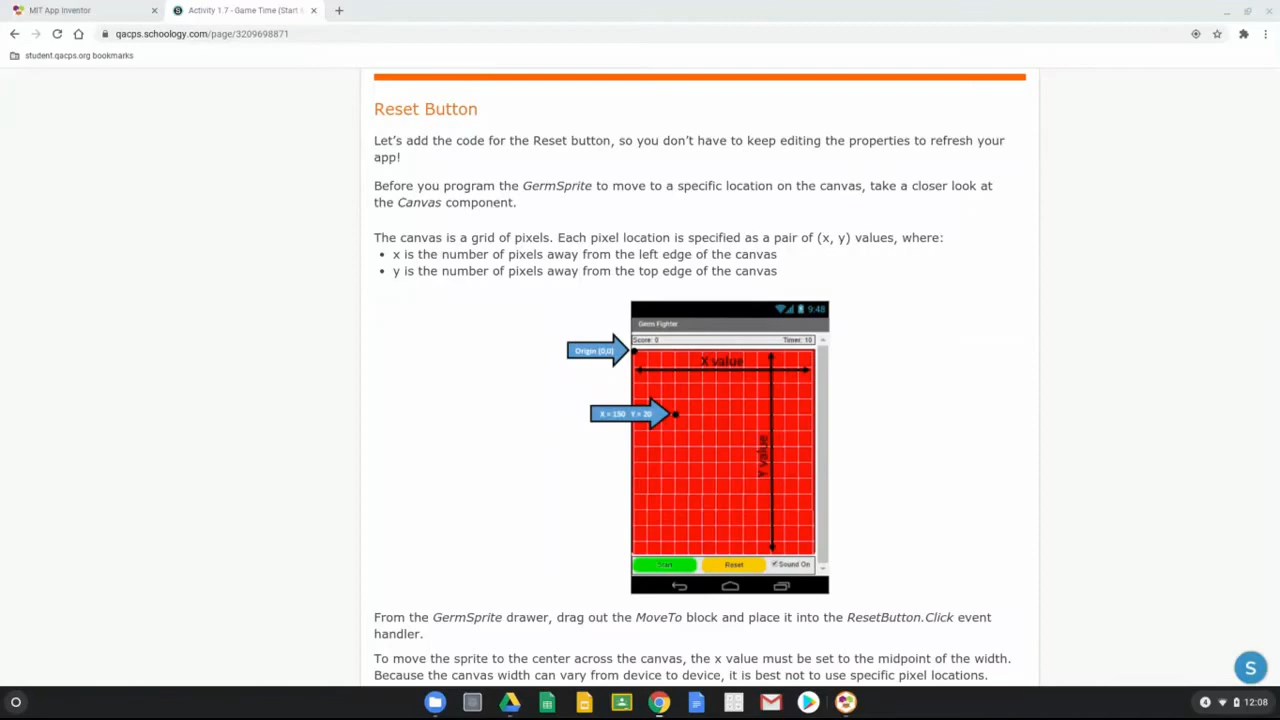 MIT App Inventor
Activity 1.7 - Game Time (Start &
qacps.schoology.com/page/3209698871
student.qacps.org bookmarks
Reset Button
Let's add the code for the Reset button, so you don't have to keep editing the properties to refresh your
app!
Before you program the GermSprite to move to a specific location on the canvas, take a closer look at
the Canvas component.
The canvas is a grid of pixels. Each pixel location is specified as a pair of (x, y) values, where:
• x is the number of pixels away from the left edge of the canvas
• y is the number of pixels away from the top edge of the canvas
9:48
Germ Fighter
Score: 0 Timer: 10
Origin (0,0)
X value
X = 150 Y = 20
Y value
Start Reset Sound On
From the GermSprite drawer, drag out the MoveTo block and place it into the ResetButton.Click event
handler.
To move the sprite to the center across the canvas, the x value must be set to the midpoint of the width.
Because the canvas width can vary from device to device, it is best not to use specific pixel locations.
S
4 12:08